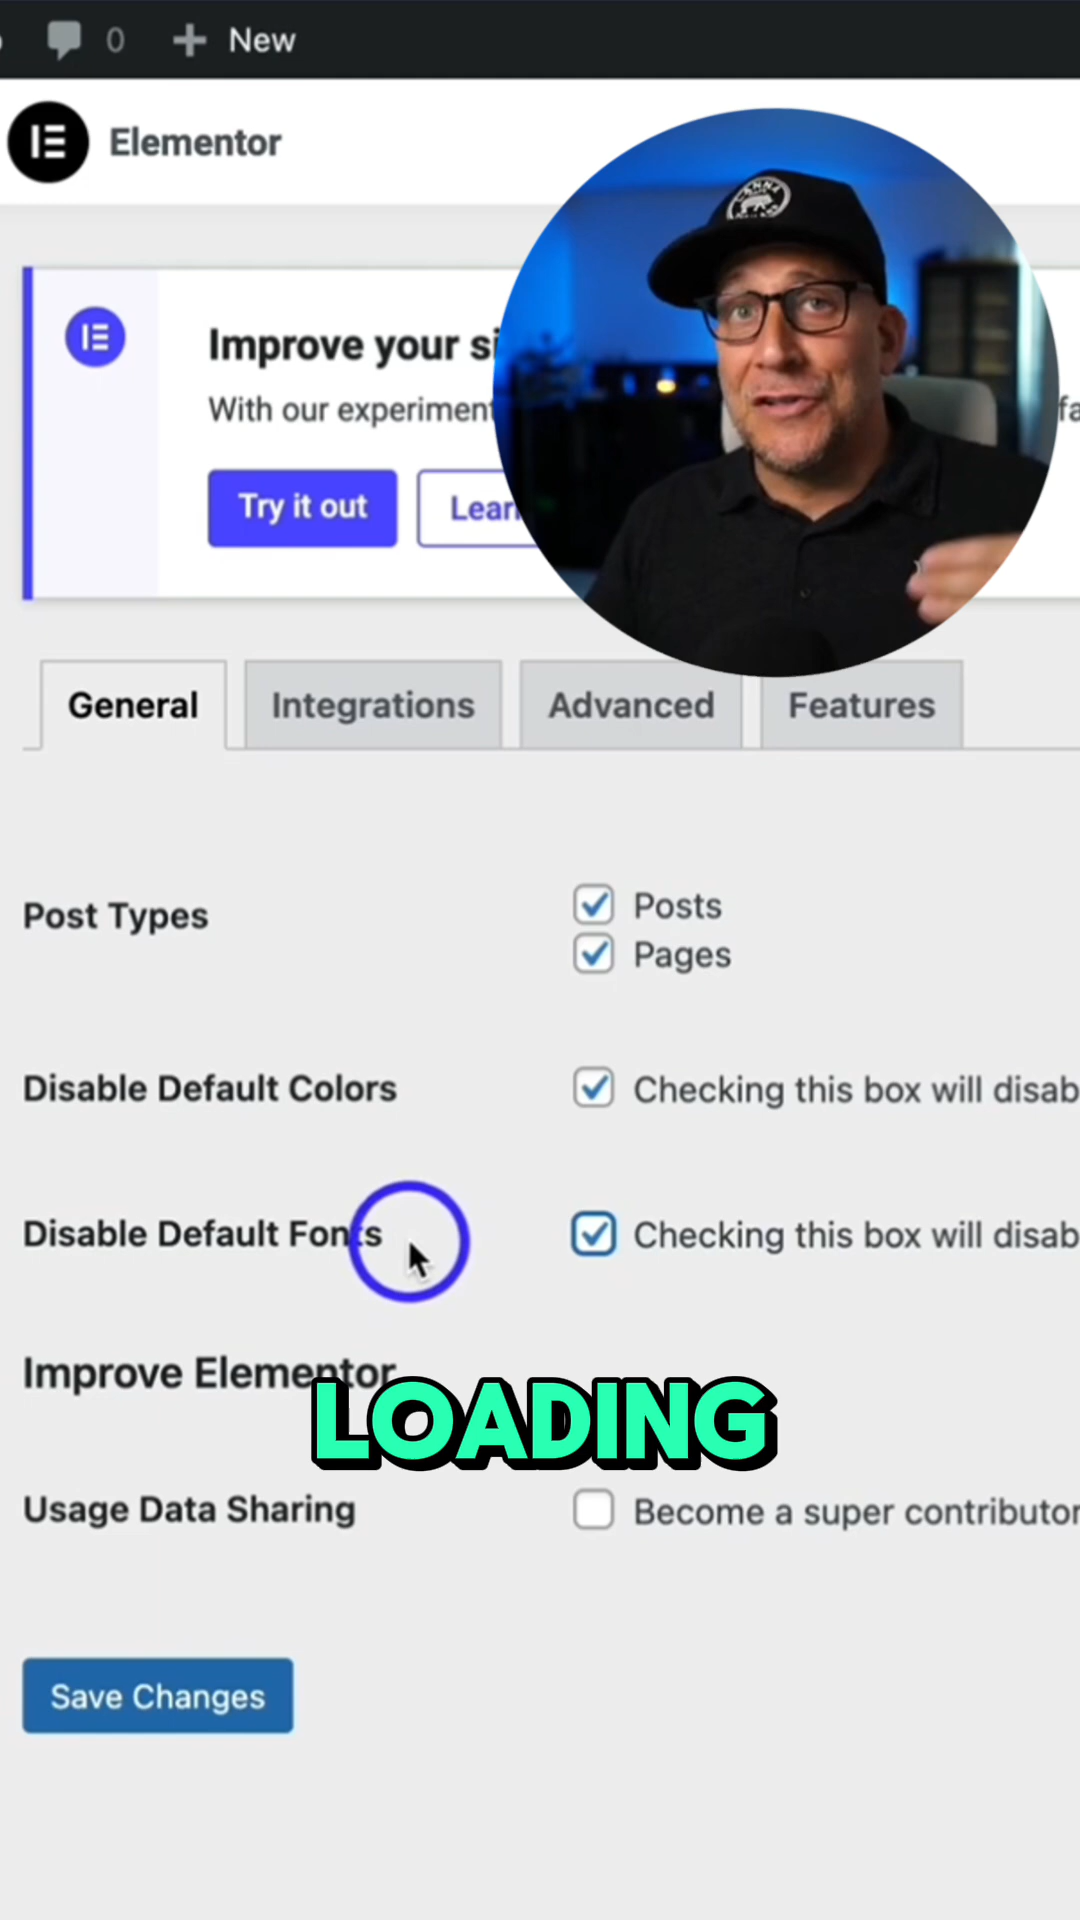 0 New
Elementor
Improve your si
With our experiment
fa
Try it out
Lear
General
Integrations
Advanced
Features
Post Types
Posts
Pages
Disable Default Colors
Checking this box will disab
Disable Default Fonts
Checking this box will disab
Improve Elementor
LOADING
Usage Data Sharing
Become a super contributor
Save Changes